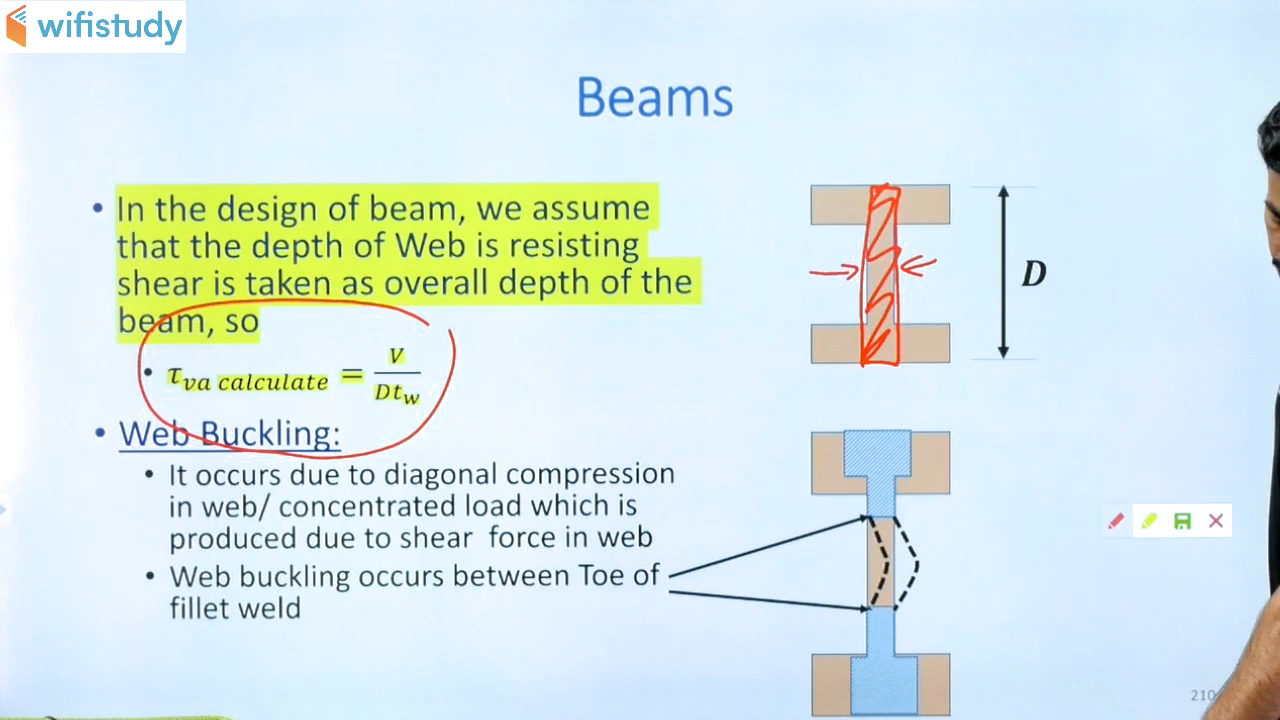 wifistudy
Beams
• In the design of beam, we assume
that the depth of Web is resisting
shear is taken as overall depth of the
beam, so
• τ_va calculate = V / Dt_w
D
• Web Buckling:
• It occurs due to diagonal compression
in web/ concentrated load which is
produced due to shear force in web
• Web buckling occurs between Toe of
fillet weld
210